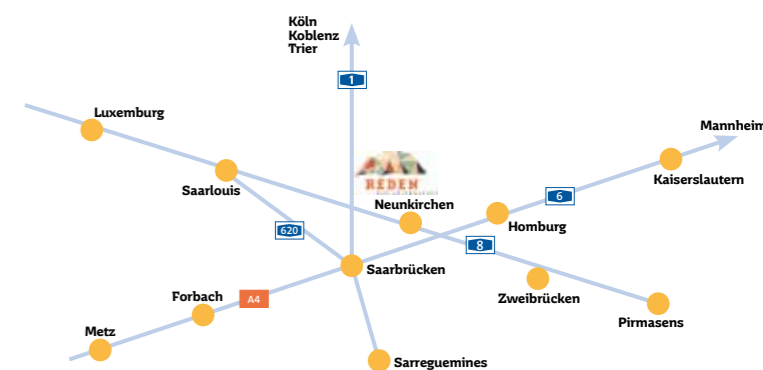 Köln
Koblenz
Trier
1
Luxemburg
Mannheim
REDEN
Kaiserslautern
Saarlouis
Neunkirchen
6
Homburg
620
8
Saarbrücken
Forbach
A4
Zweibrücken
Pirmasens
Metz
Sarreguemines